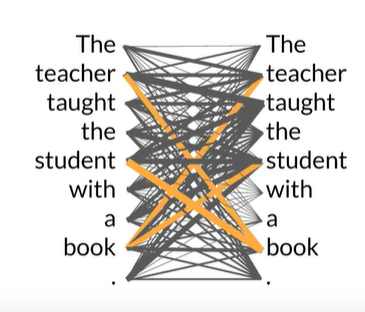 The The
teacher teacher
taught taught
the the
student student
with with
a a
book book
. .